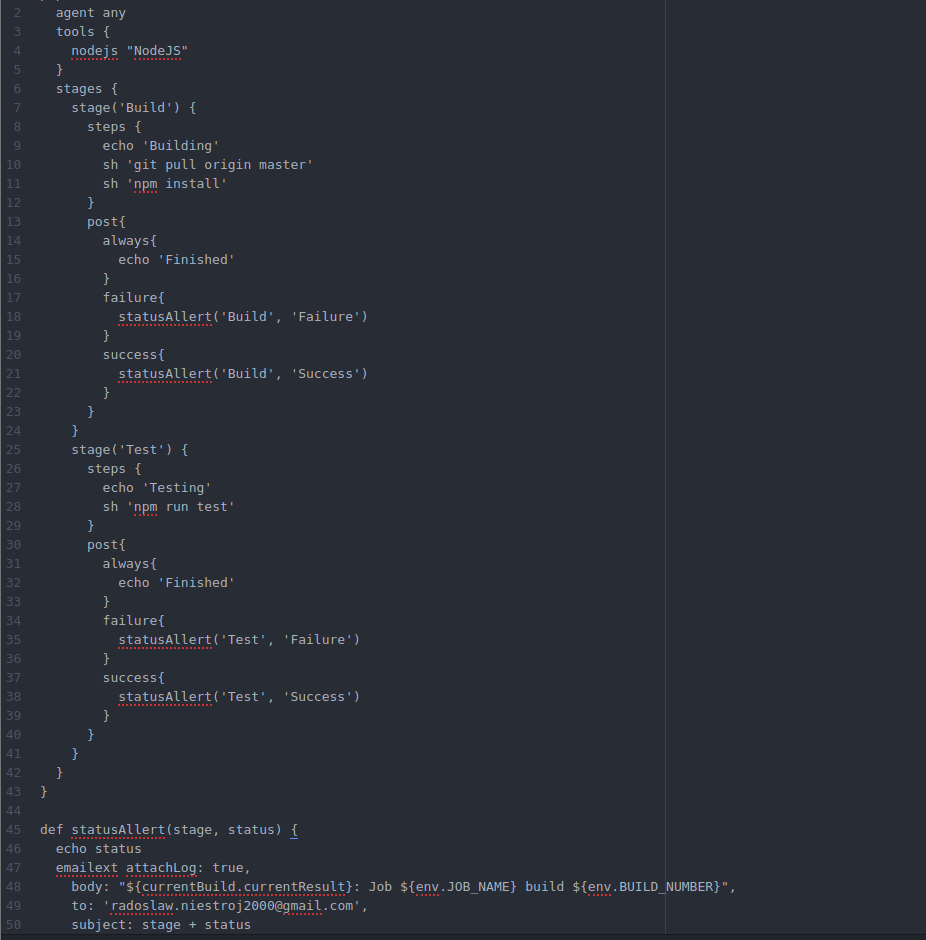 2 agent any
3 tools {
4 nodejs "NodeJS"
5 }
6 stages {
7 stage('Build') {
8 steps {
9 echo 'Building'
10 sh 'git pull origin master'
11 sh 'npm install'
12 }
13 post{
14 always{
15 echo 'Finished'
16 }
17 failure{
18 statusAllert('Build', 'Failure')
19 }
20 success{
21 statusAllert('Build', 'Success')
22 }
23 }
24 }
25 stage('Test') {
26 steps {
27 echo 'Testing'
28 sh 'npm run test'
29 }
30 post{
31 always{
32 echo 'Finished'
33 }
34 failure{
35 statusAllert('Test', 'Failure')
36 }
37 success{
38 statusAllert('Test', 'Success')
39 }
40 }
41 }
42 }
43 }
44
45 def statusAllert(stage, status) {
46 echo status
47 emailext attachLog: true,
48 body: "${currentBuild.currentResult}: Job ${env.JOB_NAME} build ${env.BUILD_NUMBER}",
49 to: 'radoslaw.niestroj2000@gmail.com',
50 subject: stage + status